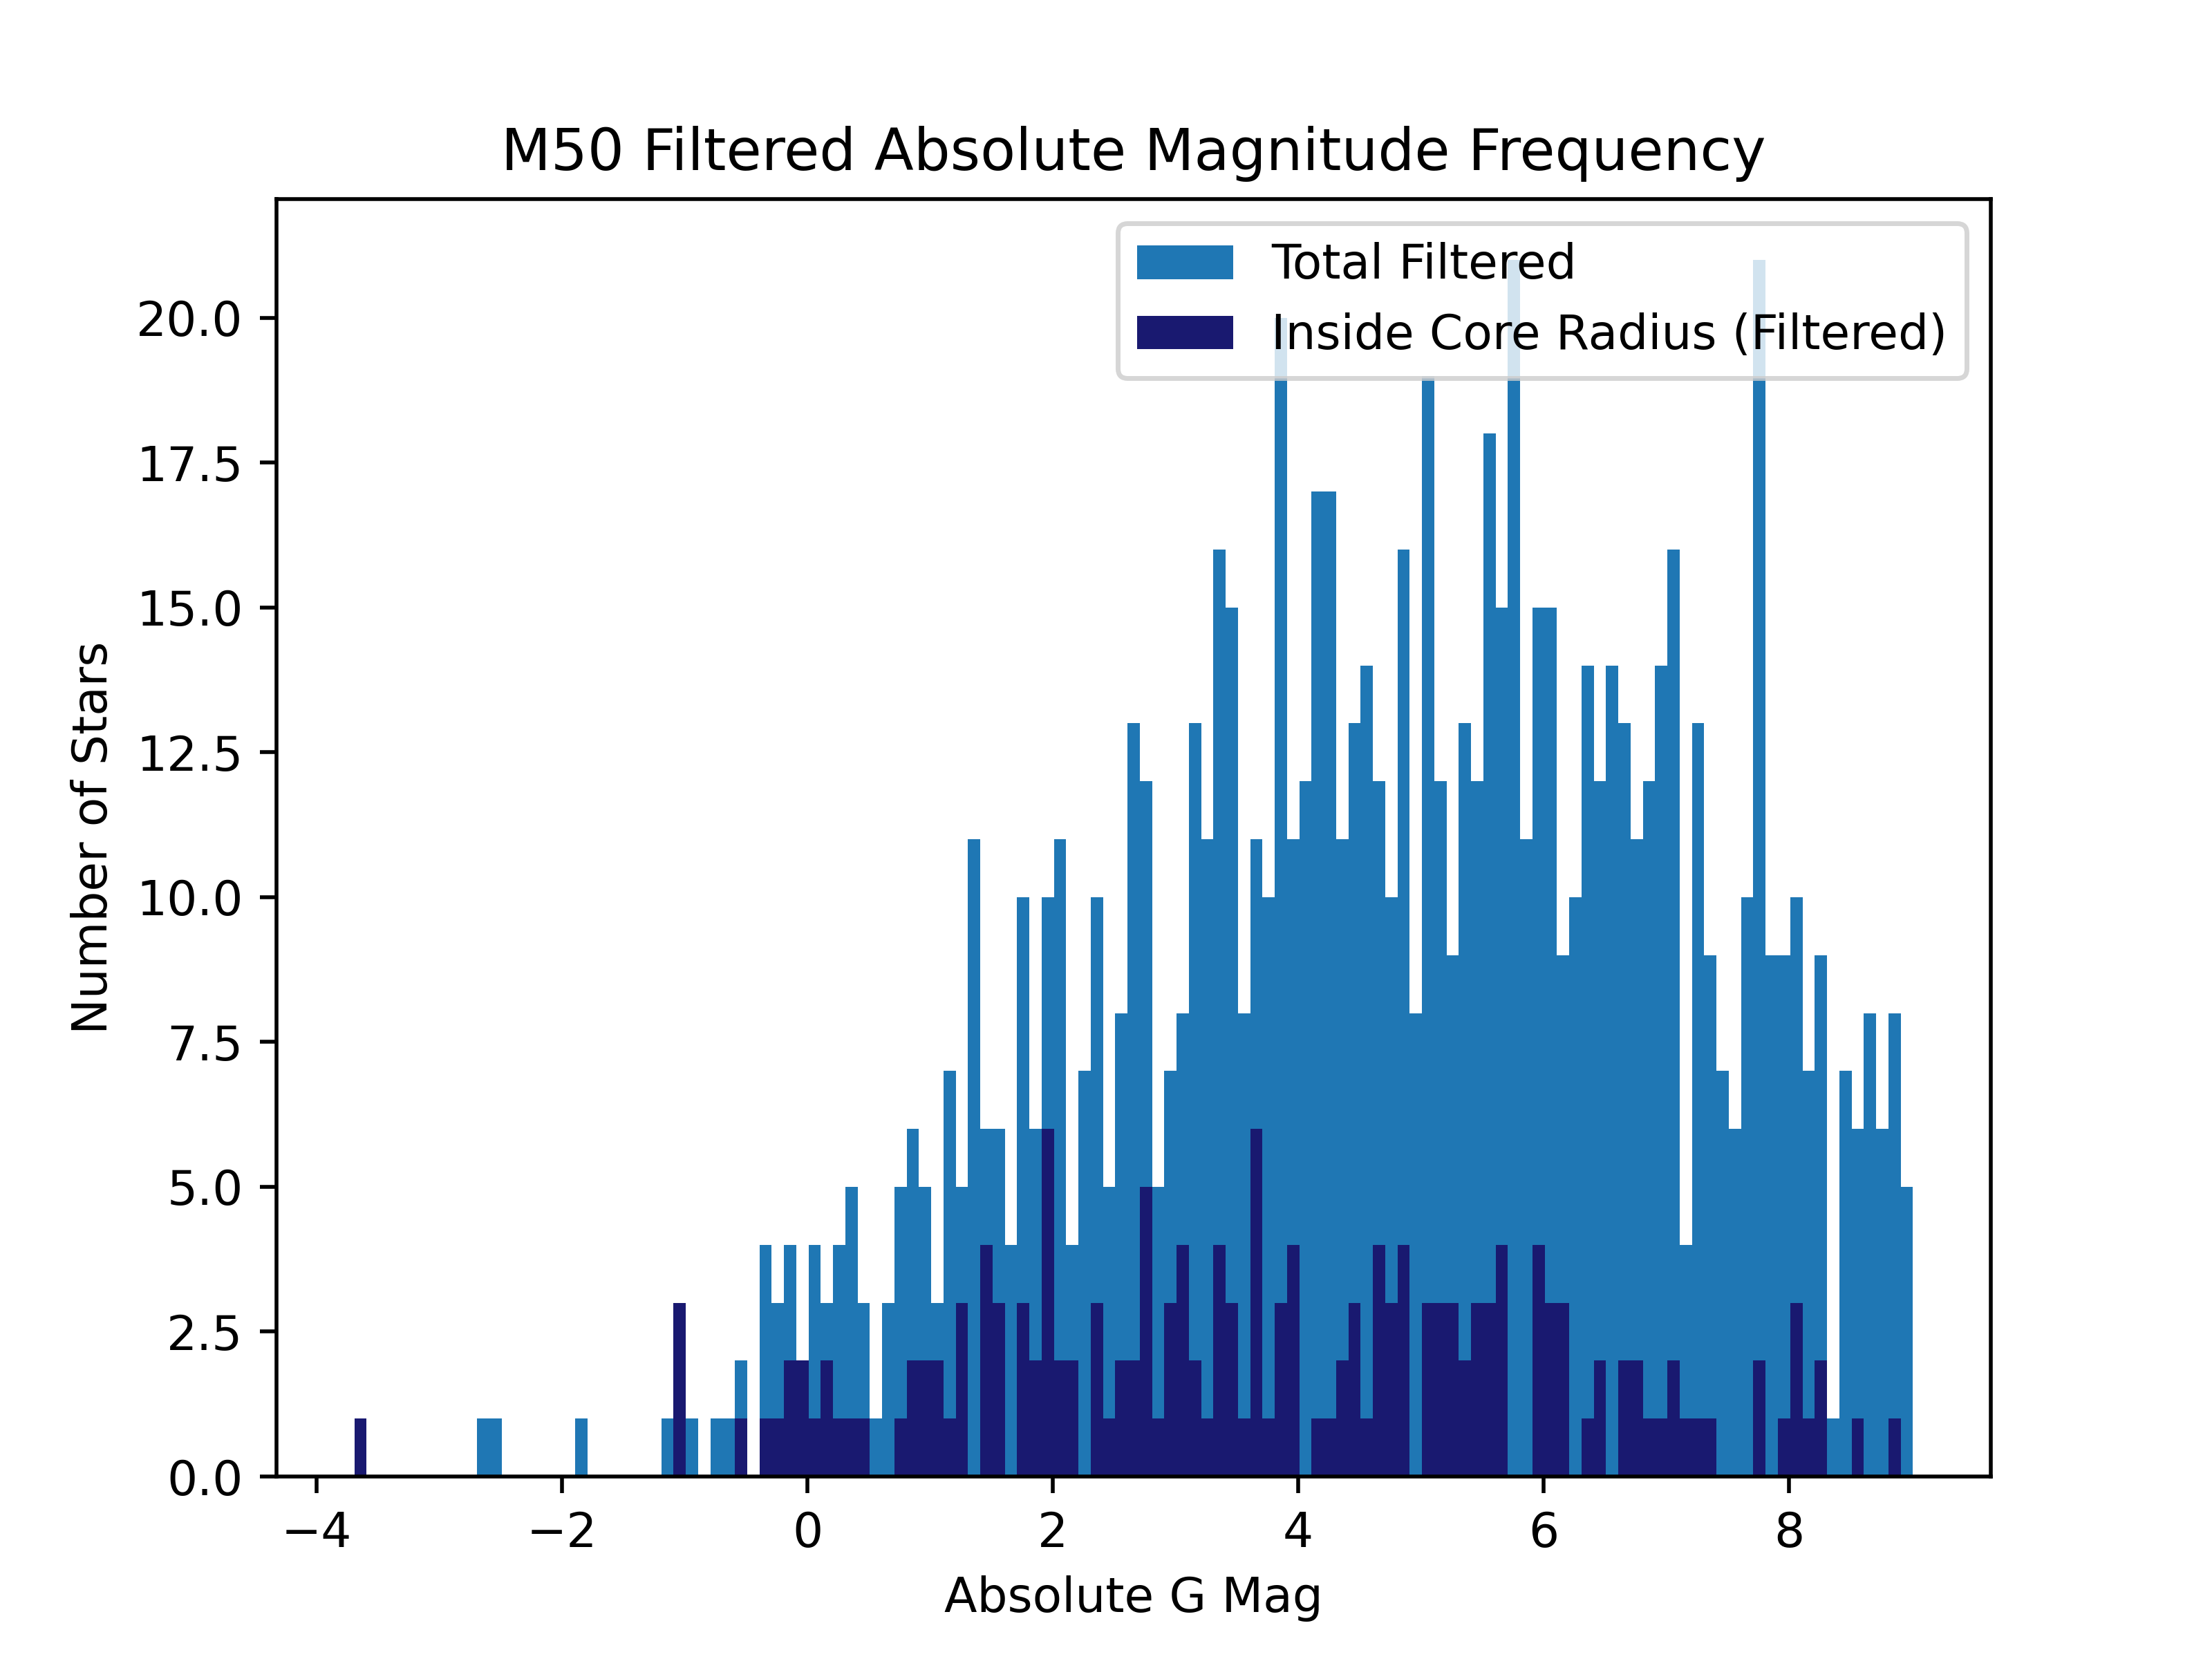 M50 Filtered Absolute Magnitude Frequency
Total Filtered
Inside Core Radius (Filtered)
20.0
17.5
15.0
12.5
10.0
7.5
5.0
2.5
0.0
Number of Stars
−4 −2 0 2 4 6 8
Absolute G Mag